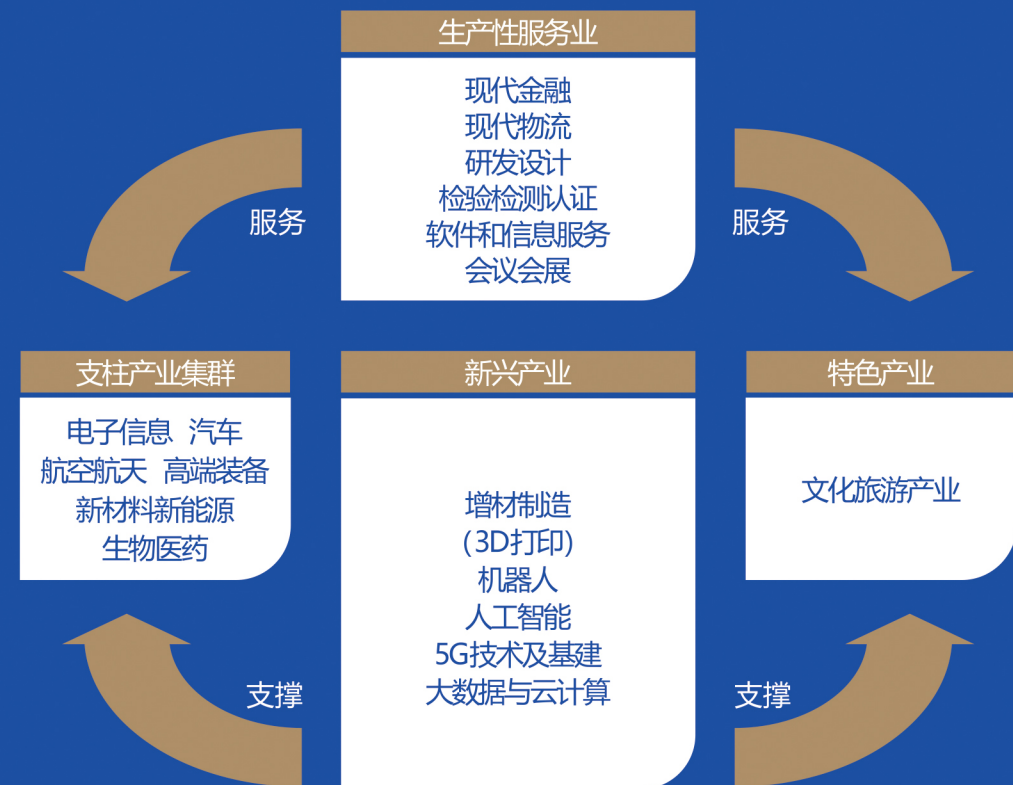 生产性服务业
现代金融
现代物流
研发设计
检验检测认证
软件和信息服务
会议会展
服务
服务
支柱产业集群
电子信息 汽车
航空航天 高端装备
新材料新能源
生物医药
新兴产业
增材制造
(3D打印)
机器人
人工智能
5G技术及基建
大数据与云计算
特色产业
文化旅游产业
支撑
支撑